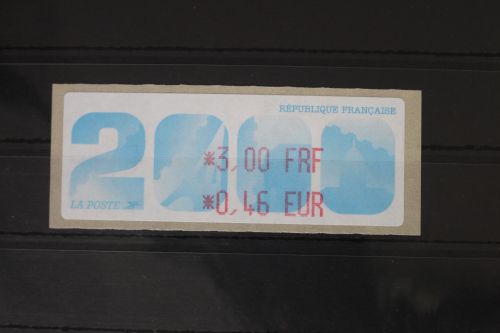 RÉPUBLIQUE FRANÇAISE
2000
*3,00 FRF
*0,46 EUR
LA POSTE